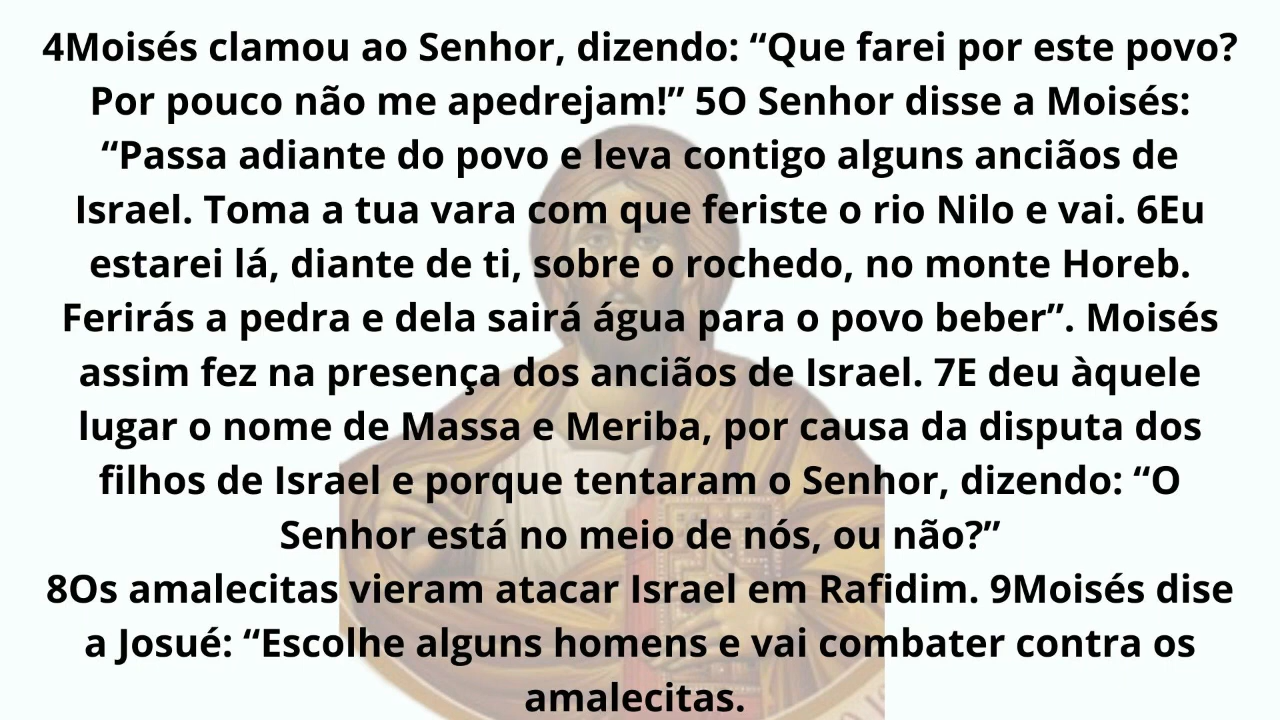 4Moisés clamou ao Senhor, dizendo: “Que farei por este povo?
Por pouco não me apedrejam!” 5O Senhor disse a Moisés:
“Passa adiante do povo e leva contigo alguns anciãos de
Israel. Toma a tua vara com que feriste o rio Nilo e vai. 6Eu
estarei lá, diante de ti, sobre o rochedo, no monte Horeb.
Ferirás a pedra e dela sairá água para o povo beber”. Moisés
assim fez na presença dos anciãos de Israel. 7E deu àquele
lugar o nome de Massa e Meriba, por causa da disputa dos
filhos de Israel e porque tentaram o Senhor, dizendo: “O
Senhor está no meio de nós, ou não?”
8Os amalecitas vieram atacar Israel em Rafidim. 9Moisés dise
a Josué: “Escolhe alguns homens e vai combater contra os
amalecitas.